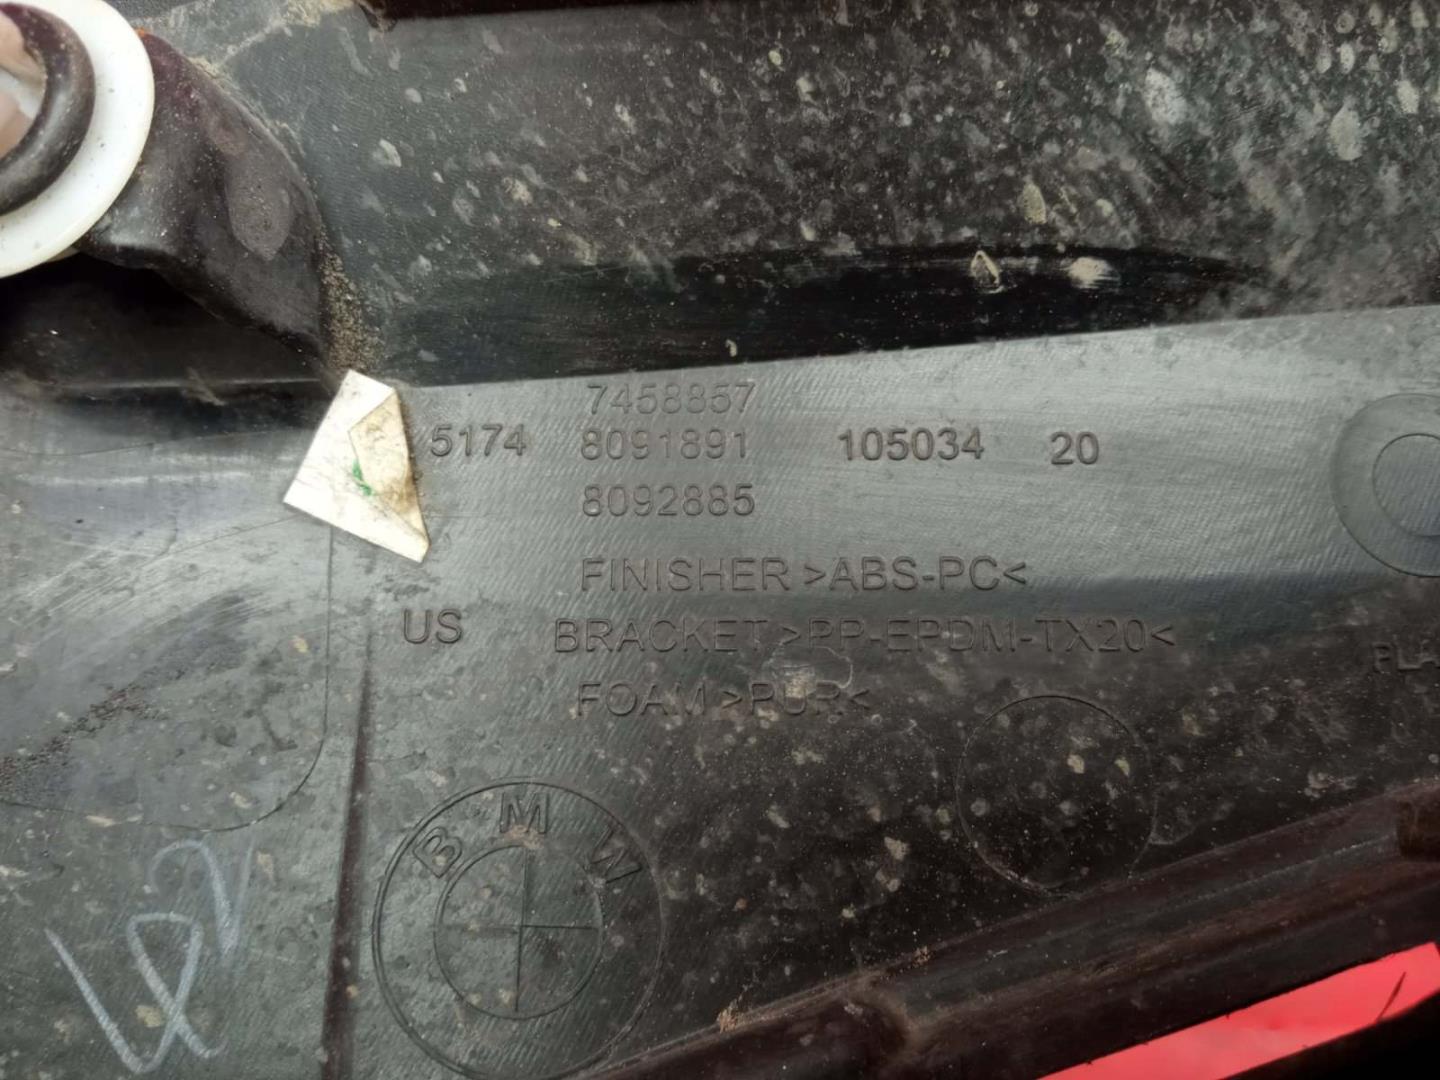 7458857
5174 8091891 105034 20
8092885
FINISHER >ABS-PC<
US BRACKET >PP-EPDM-TX20<
FOAM >PUR<
BMW